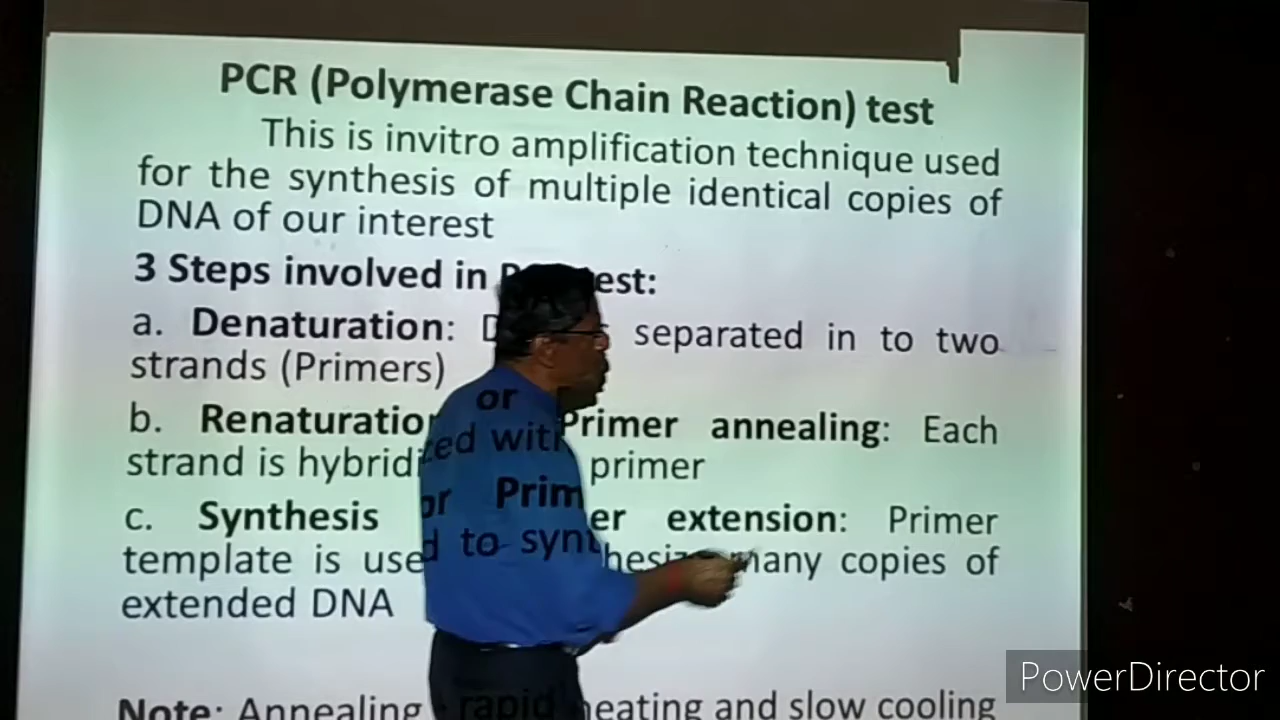 PCR (Polymerase Chain Reaction) test
This is invitro amplification technique used
for the synthesis of multiple identical copies of
DNA of our interest
3 Steps involved in test:
a. Denaturation: separated in to two
strands (Primers)
b. Renaturation or Primer annealing: Each
strand is hybridized with primer
c. Synthesis or Primer extension: Primer
template is used to synthesize many copies of
extended DNA
Note: Annealing : rapid heating and slow cooling
PowerDirector